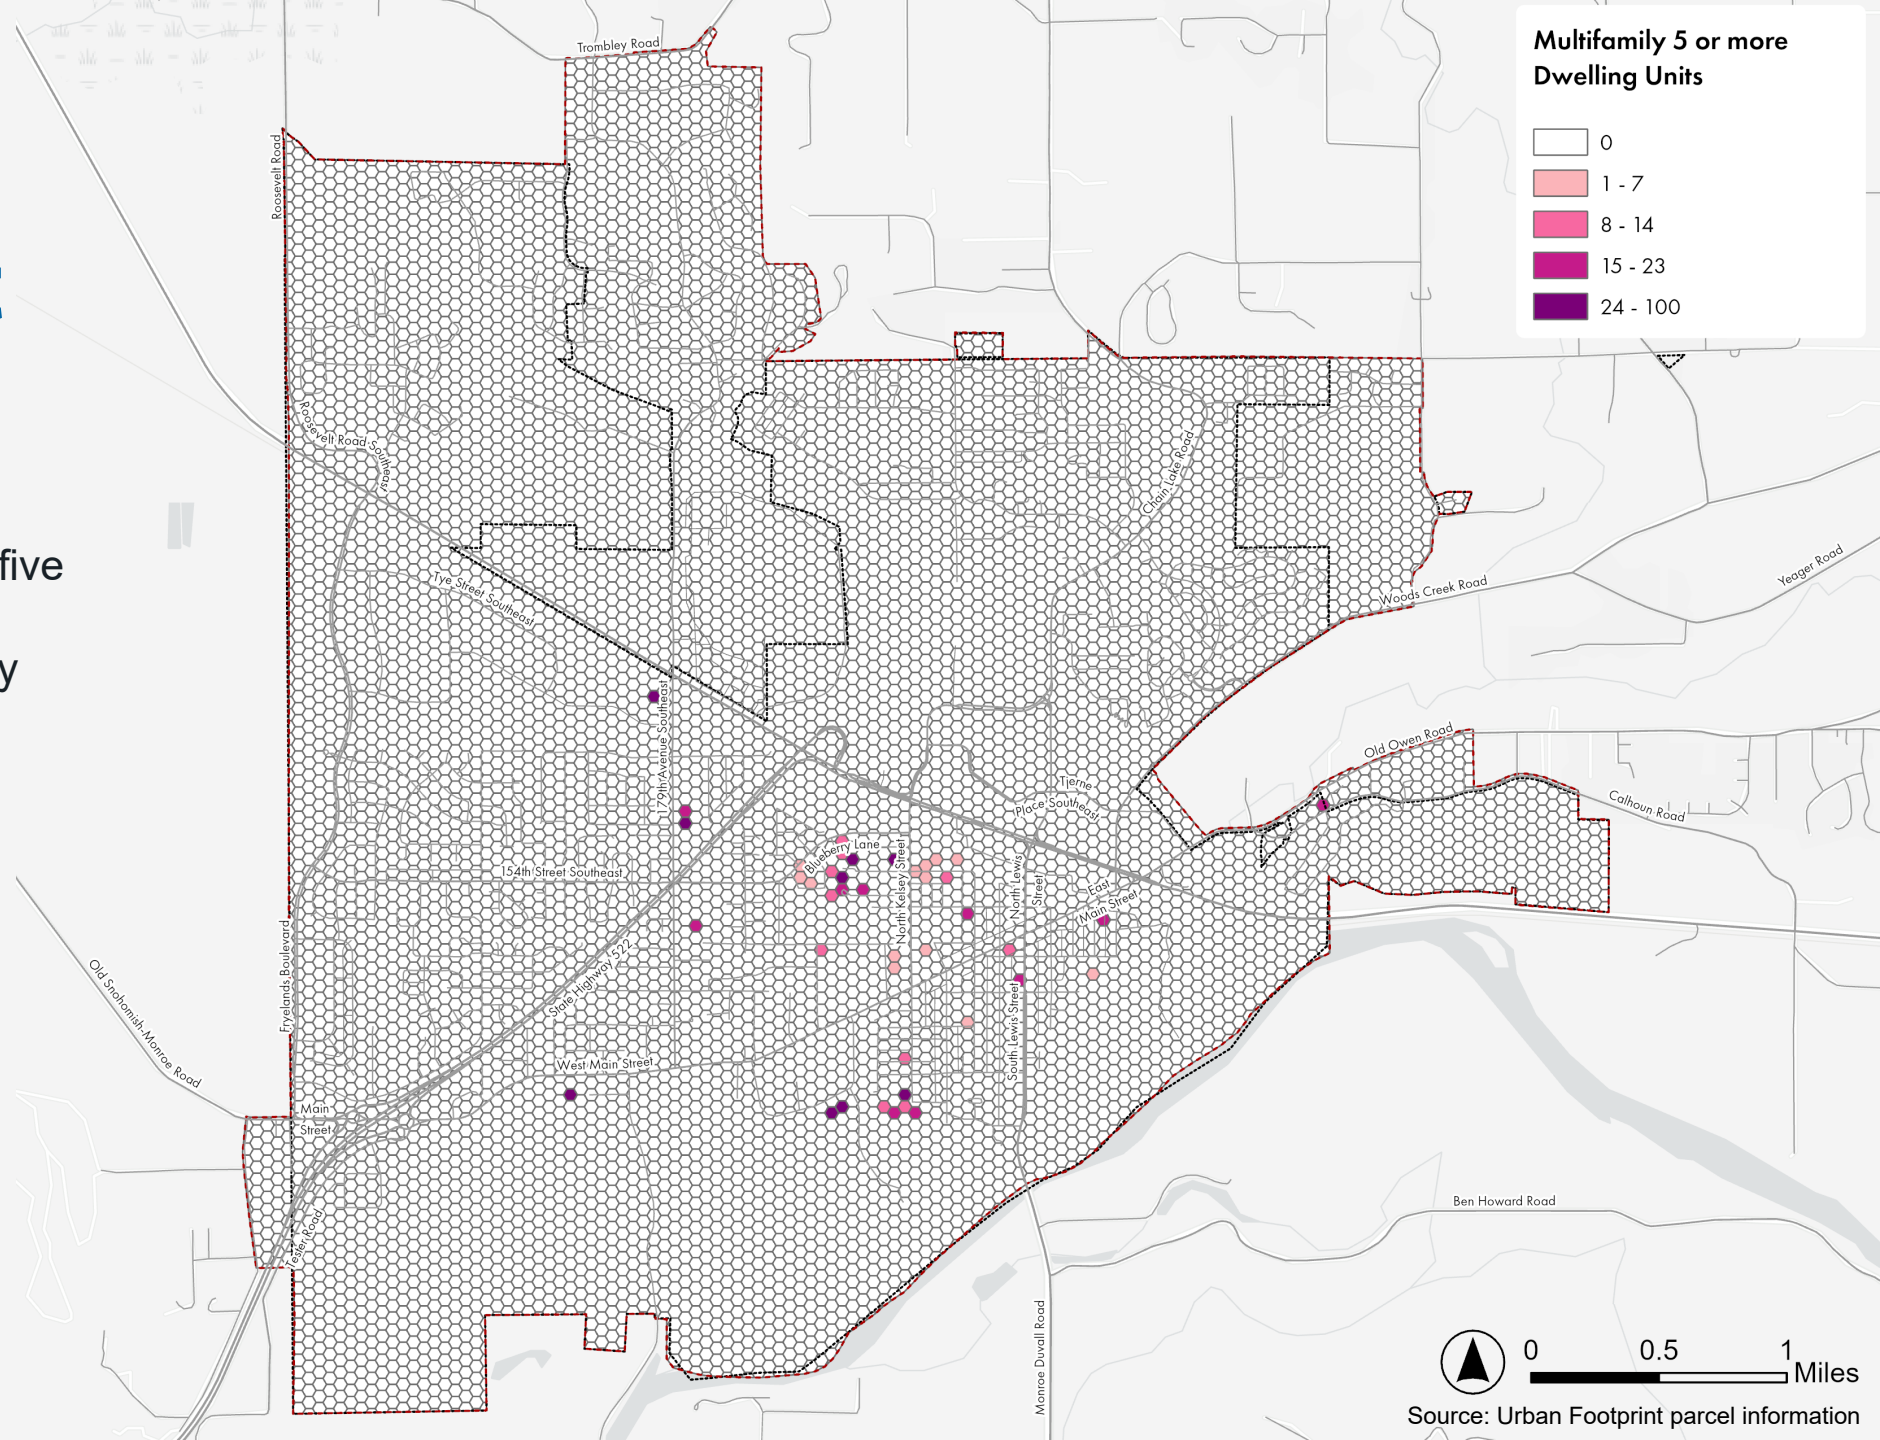 Trombley Road
Multifamily 5 or more
Dwelling Units
0
1 - 7
8 - 14
15 - 23
24 - 100
Roosevelt Road
Roosevelt Road Southeast
Chain Lake Road
five
Yeager Road
Tye Street Southeast
Woods Creek Road
y
179th Avenue Southeast
Old Owen Road
Tjerne
Place Southeast
Calhoun Road
Blueberry Lane
154th Street Southeast
North Kelsey Street
North Lewis
Street
East
Main Street
Fryelands Boulevard
State Highway 522
Old Snohomish-Monroe Road
South Lewis Street
West Main Street
Main
Street
Tester Road
Ben Howard Road
Monroe Duvall Road
0 0.5 1
Miles
Source: Urban Footprint parcel information